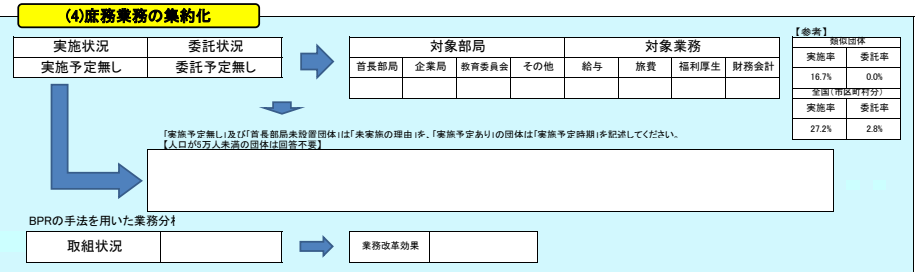 (4)庶務業務の集約化
【参考】
実施状況 委託状況
実施予定無し 委託予定無し
対象部局 対象業務
首長部局 企業局 教育委員会 その他 給与 旅費 福利厚生 財務会計
類似団体
実施率 委託率
16.7% 0.0%
全国(市区町村分)
実施率 委託率
27.2% 2.8%
「実施予定無し」及び「首長部局未設置団体」は「未実施の理由」を、「実施予定あり」の団体は「実施予定時期」を記述してください。
【人口が5万人未満の団体は回答不要】
BPRの手法を用いた業務分析
取組状況
業務改革効果